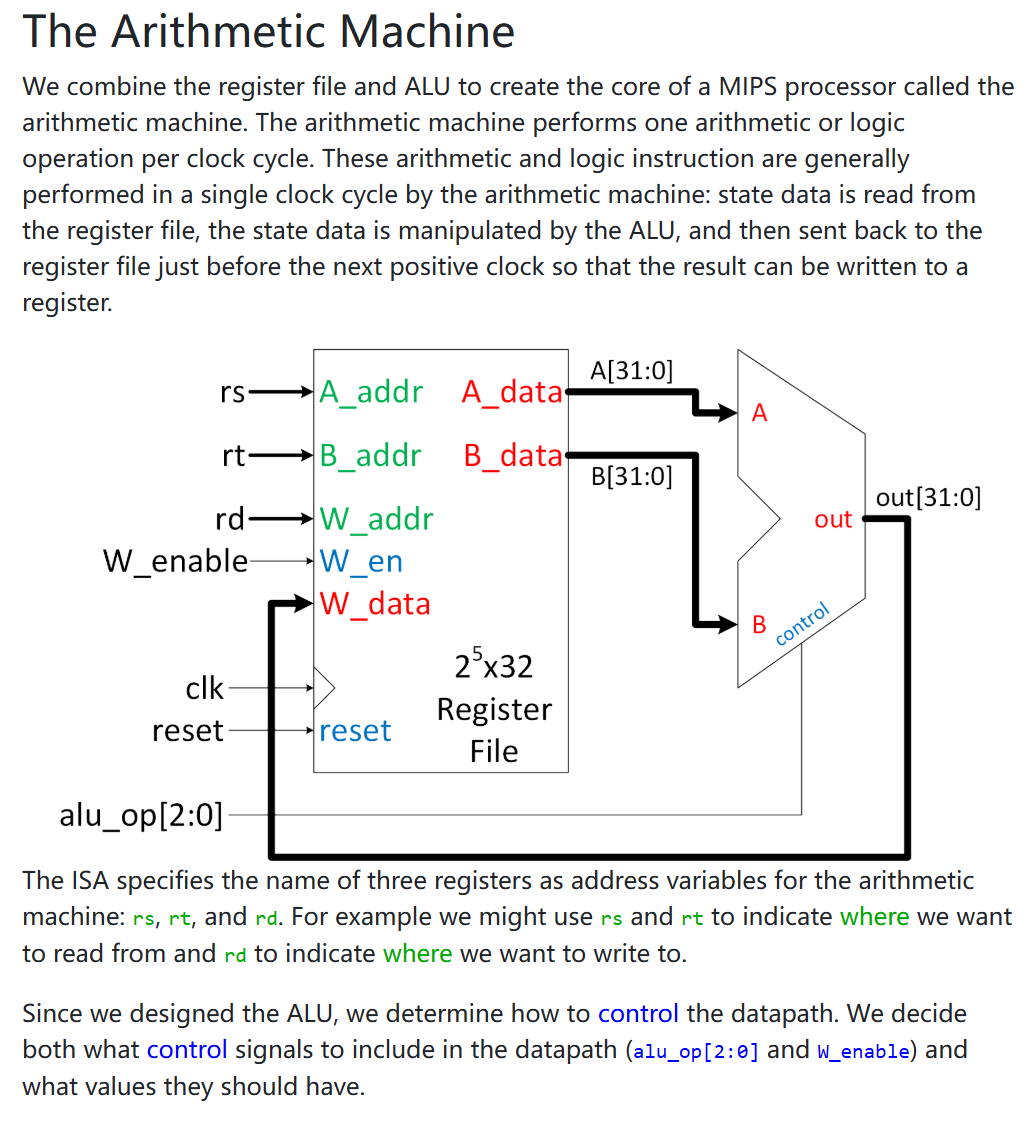 The Arithmetic Machine
We combine the register file and ALU to create the core of a MIPS processor called the
arithmetic machine. The arithmetic machine performs one arithmetic or logic
operation per clock cycle. These arithmetic and logic instruction are generally
performed in a single clock cycle by the arithmetic machine: state data is read from
the register file, the state data is manipulated by the ALU, and then sent back to the
register file just before the next positive clock so that the result can be written to a
register.
rs A_addr A_data A[31:0] A
rt B_addr B_data B[31:0]
rd W_addr out out[31:0]
W_enable W_en
W_data B control
2⁵x32
clk Register
reset reset File
alu_op[2:0]
The ISA specifies the name of three registers as address variables for the arithmetic
machine: rs, rt, and rd. For example we might use rs and rt to indicate where we want
to read from and rd to indicate where we want to write to.
Since we designed the ALU, we determine how to control the datapath. We decide
both what control signals to include in the datapath (alu_op[2:0] and W_enable) and
what values they should have.